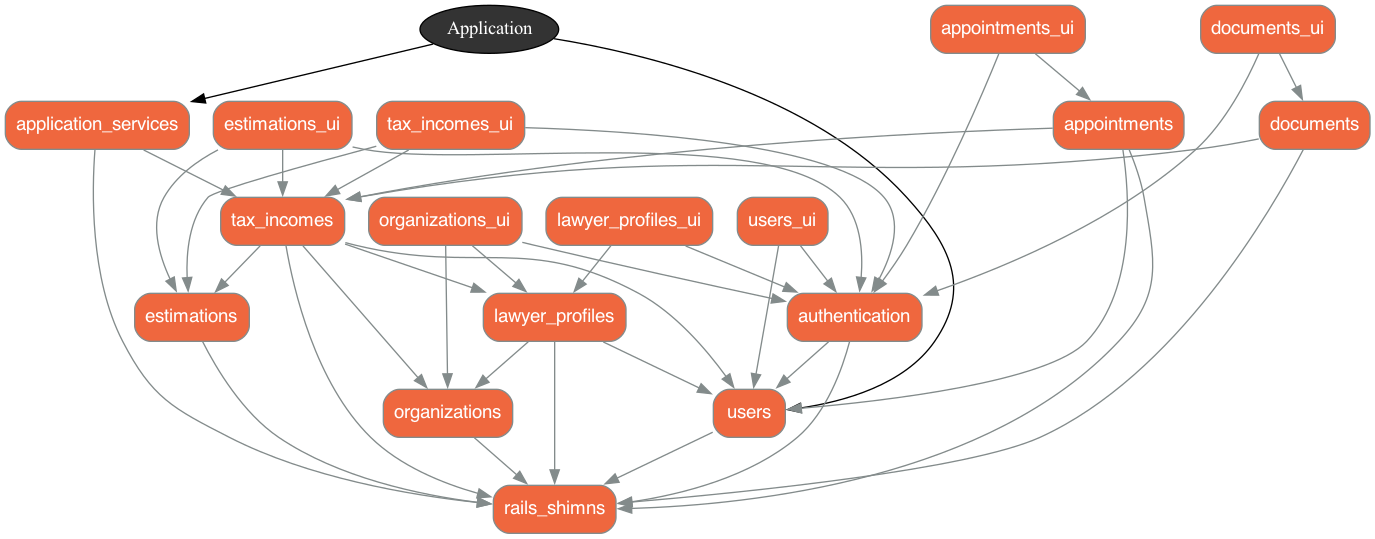 Application
appointments_ui
documents_ui
application_services
estimations_ui
tax_incomes_ui
appointments
documents
tax_incomes
organizations_ui
lawyer_profiles_ui
users_ui
estimations
lawyer_profiles
authentication
organizations
users
rails_shimns